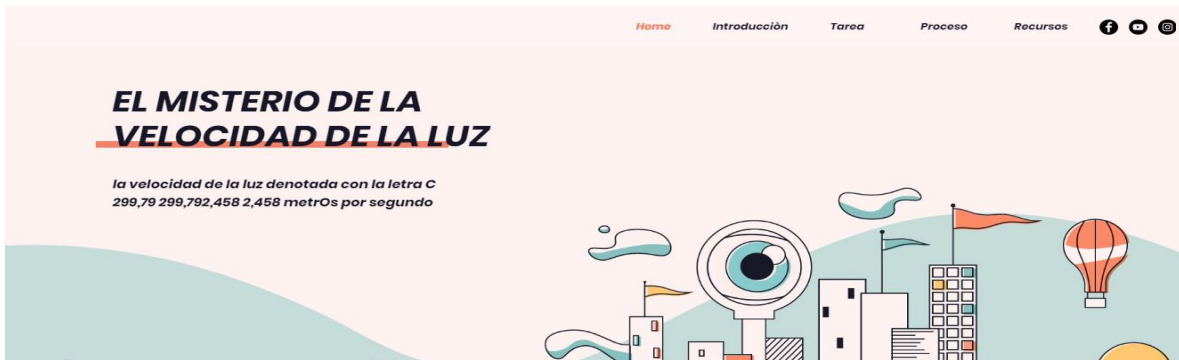 Home Introducciòn Tarea Proceso Recursos
EL MISTERIO DE LA
VELOCIDAD DE LA LUZ
la velocidad de la luz denotada con la letra C
299,79 299,792,458 2,458 metrOs por segundo